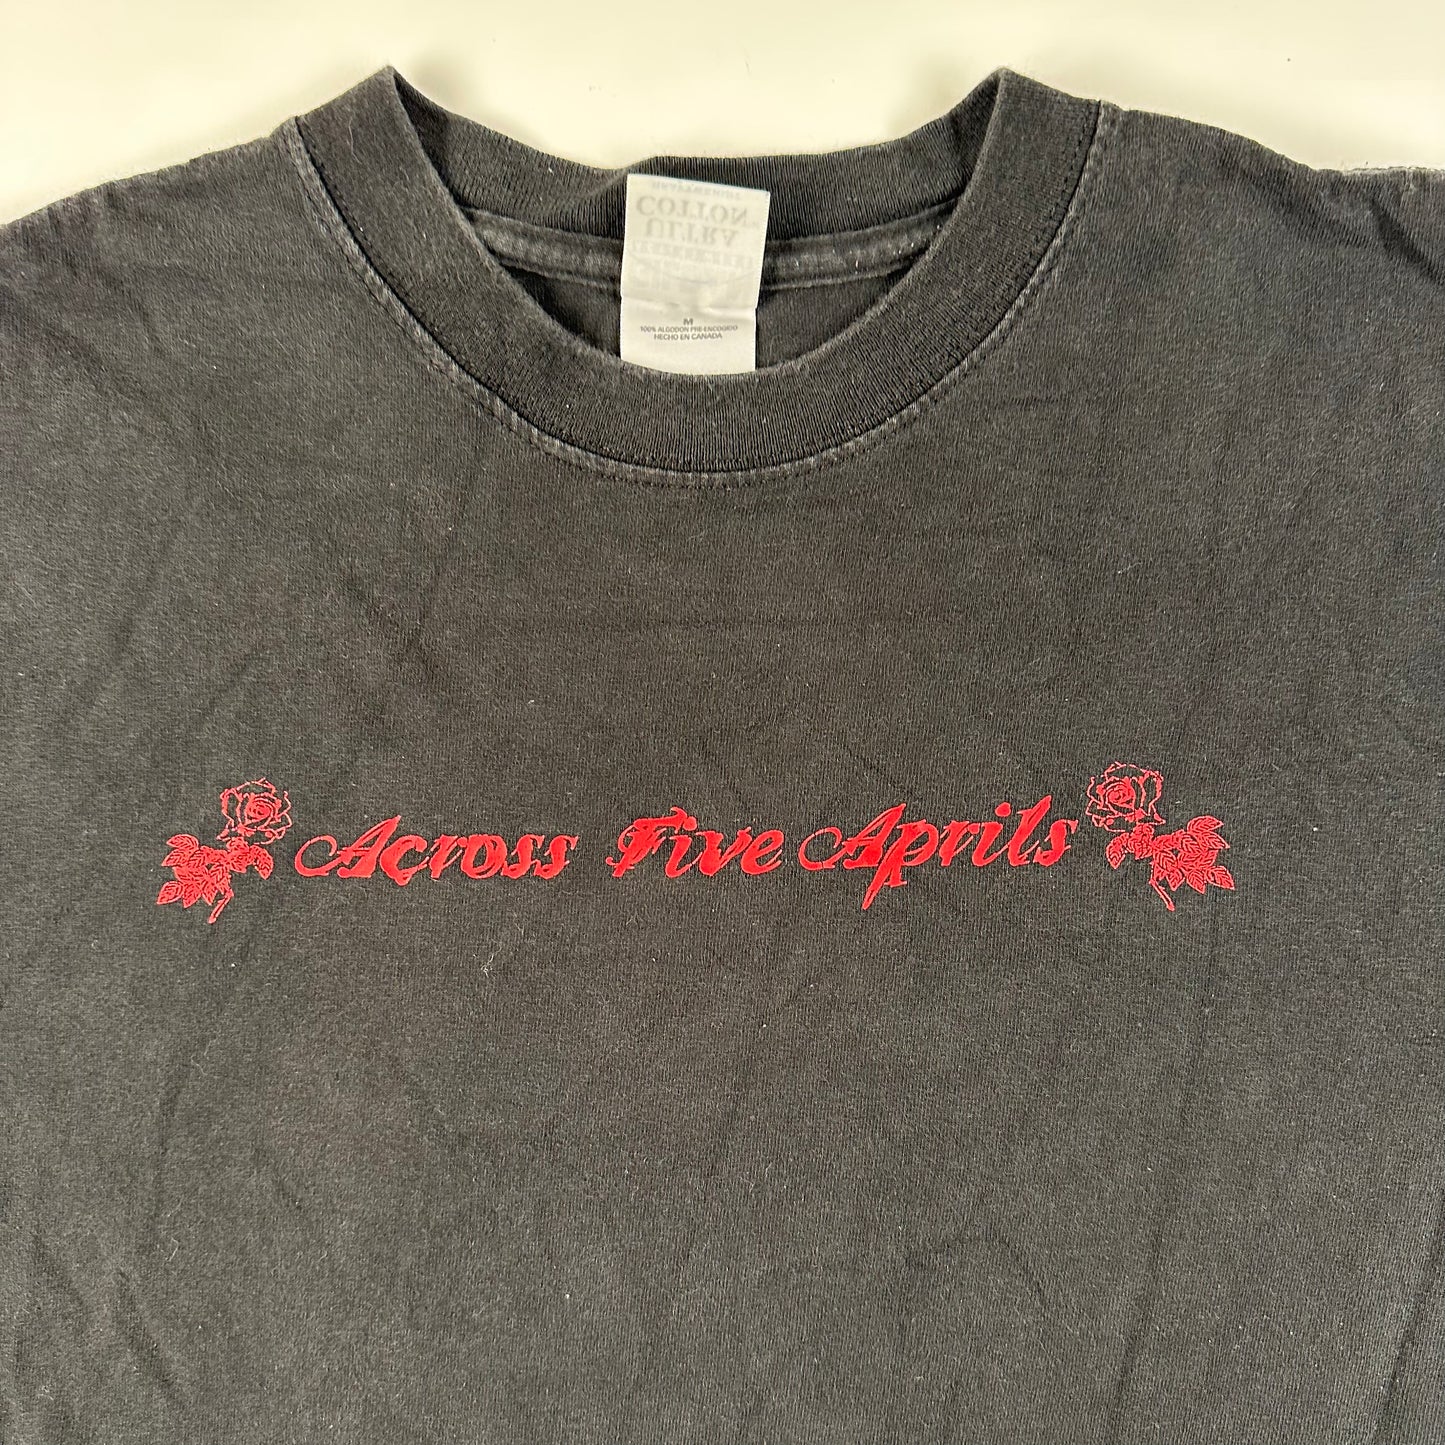 COTTON
ULTRA
M
100% ALGODON PRE-ENCOGIDO
HECHO EN CANADA
Across Five Aprils